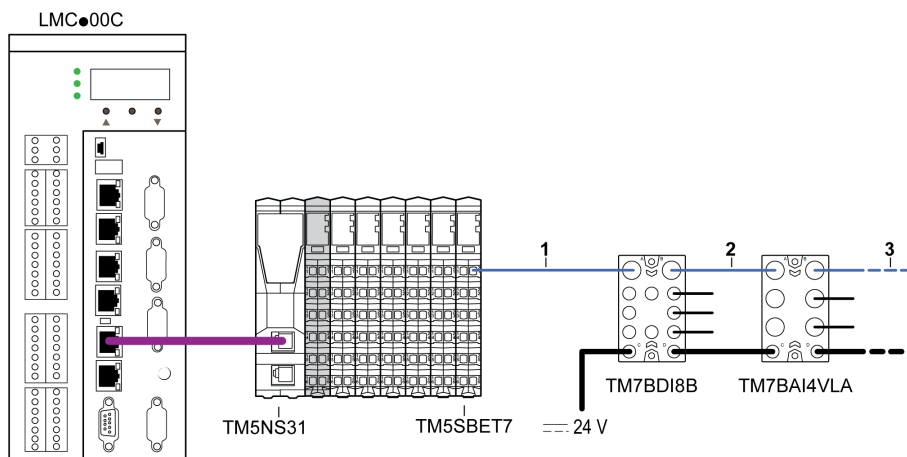 LMC●00C
1 2 3
A B A B
C D C D
TM7BDI8B TM7BAI4VLA
TM5NS31 TM5SBET7 24 V